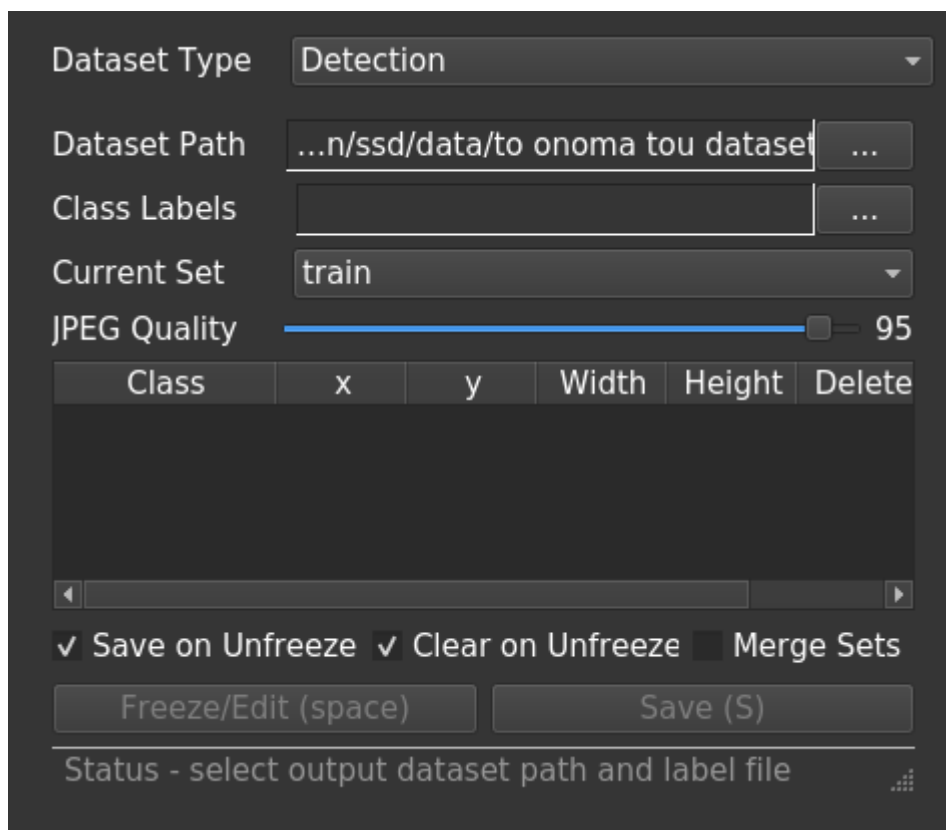 Dataset Type Detection
Dataset Path ...n/ssd/data/to onoma tou dataset ...
Class Labels ...
Current Set train
JPEG Quality 95
Class x y Width Height Delete
Save on Unfreeze Clear on Unfreeze Merge Sets
Freeze/Edit (space) Save (S)
Status - select output dataset path and label file